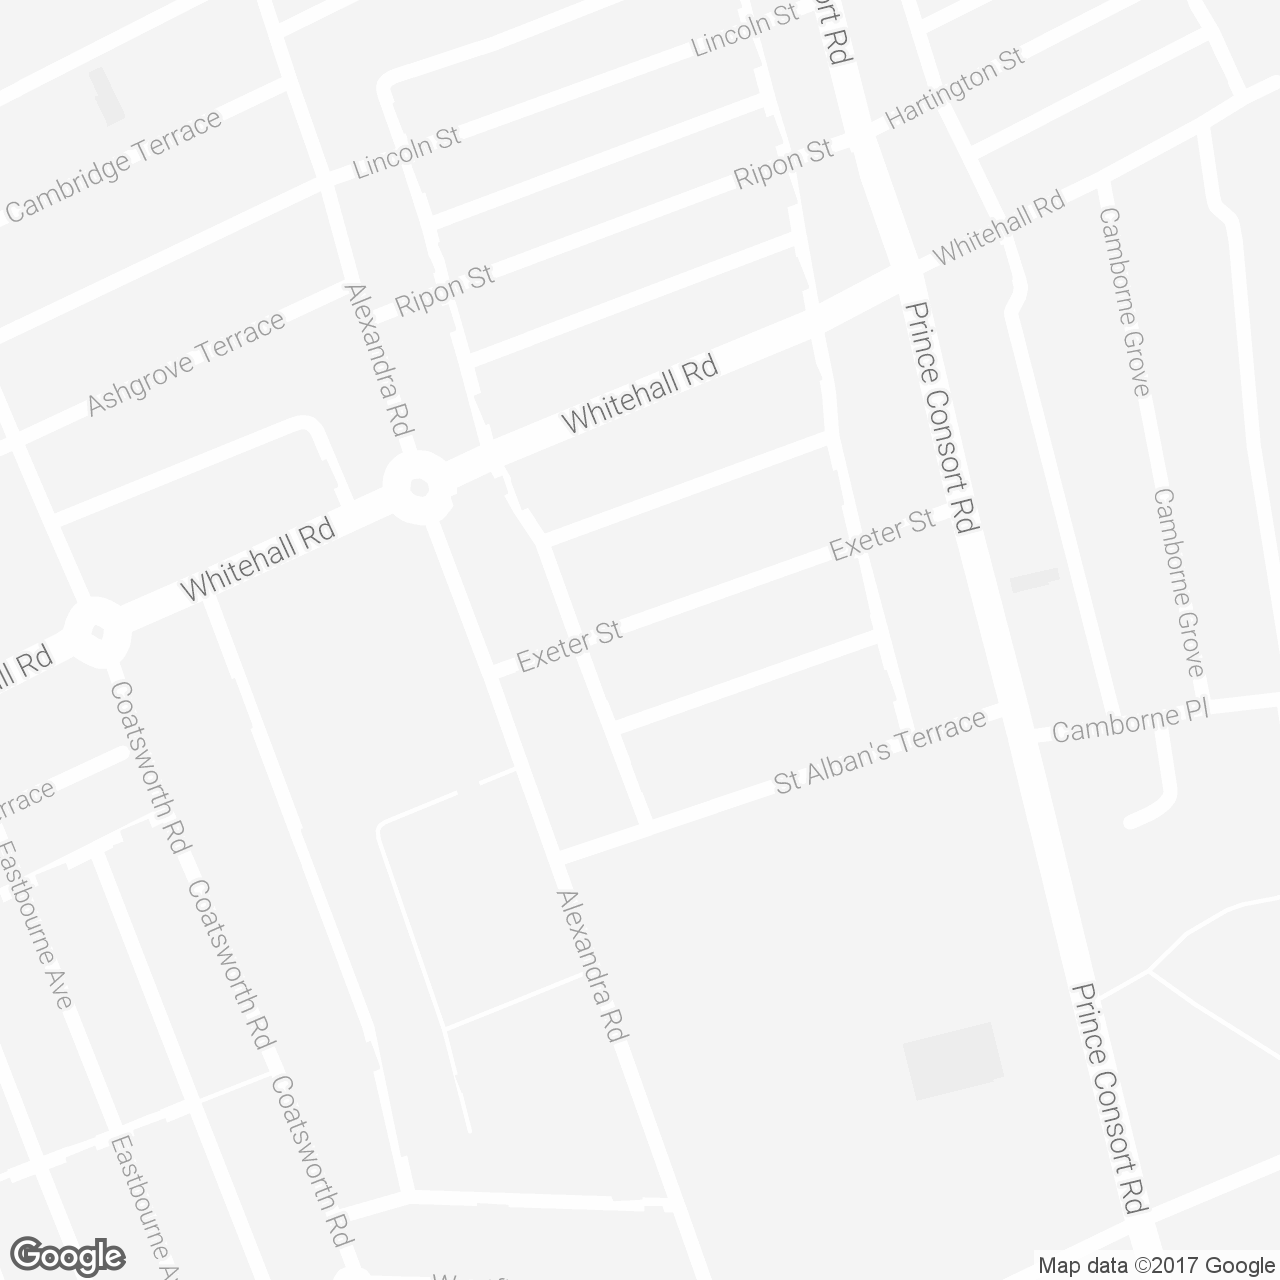 Lincoln St
ort Rd
Hartington St
Cambridge Terrace
Lincoln St
Ripon St
Whitehall Rd
Ripon St
Alexandra Rd
Ashgrove Terrace
Whitehall Rd
Prince Consort Rd
Camborne Grove
Whitehall Rd
Exeter St
Camborne Grove
Exeter St
ll Rd
Coatsworth Rd
St Alban's Terrace
Camborne Pl
errace
Eastbourne Ave
Coatsworth Rd
Alexandra Rd
Prince Consort Rd
Coatsworth Rd
Eastbourne Av
Google
Map data ©2017 Google